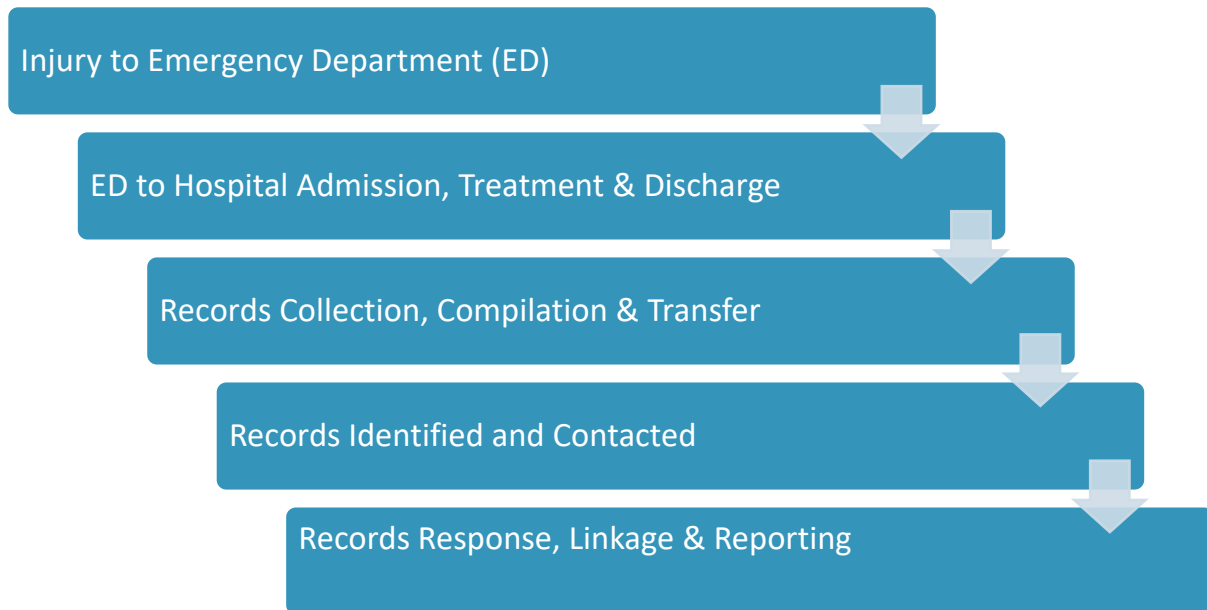 Injury to Emergency Department (ED)
ED to Hospital Admission, Treatment & Discharge
Records Collection, Compilation & Transfer
Records Identified and Contacted
Records Response, Linkage & Reporting